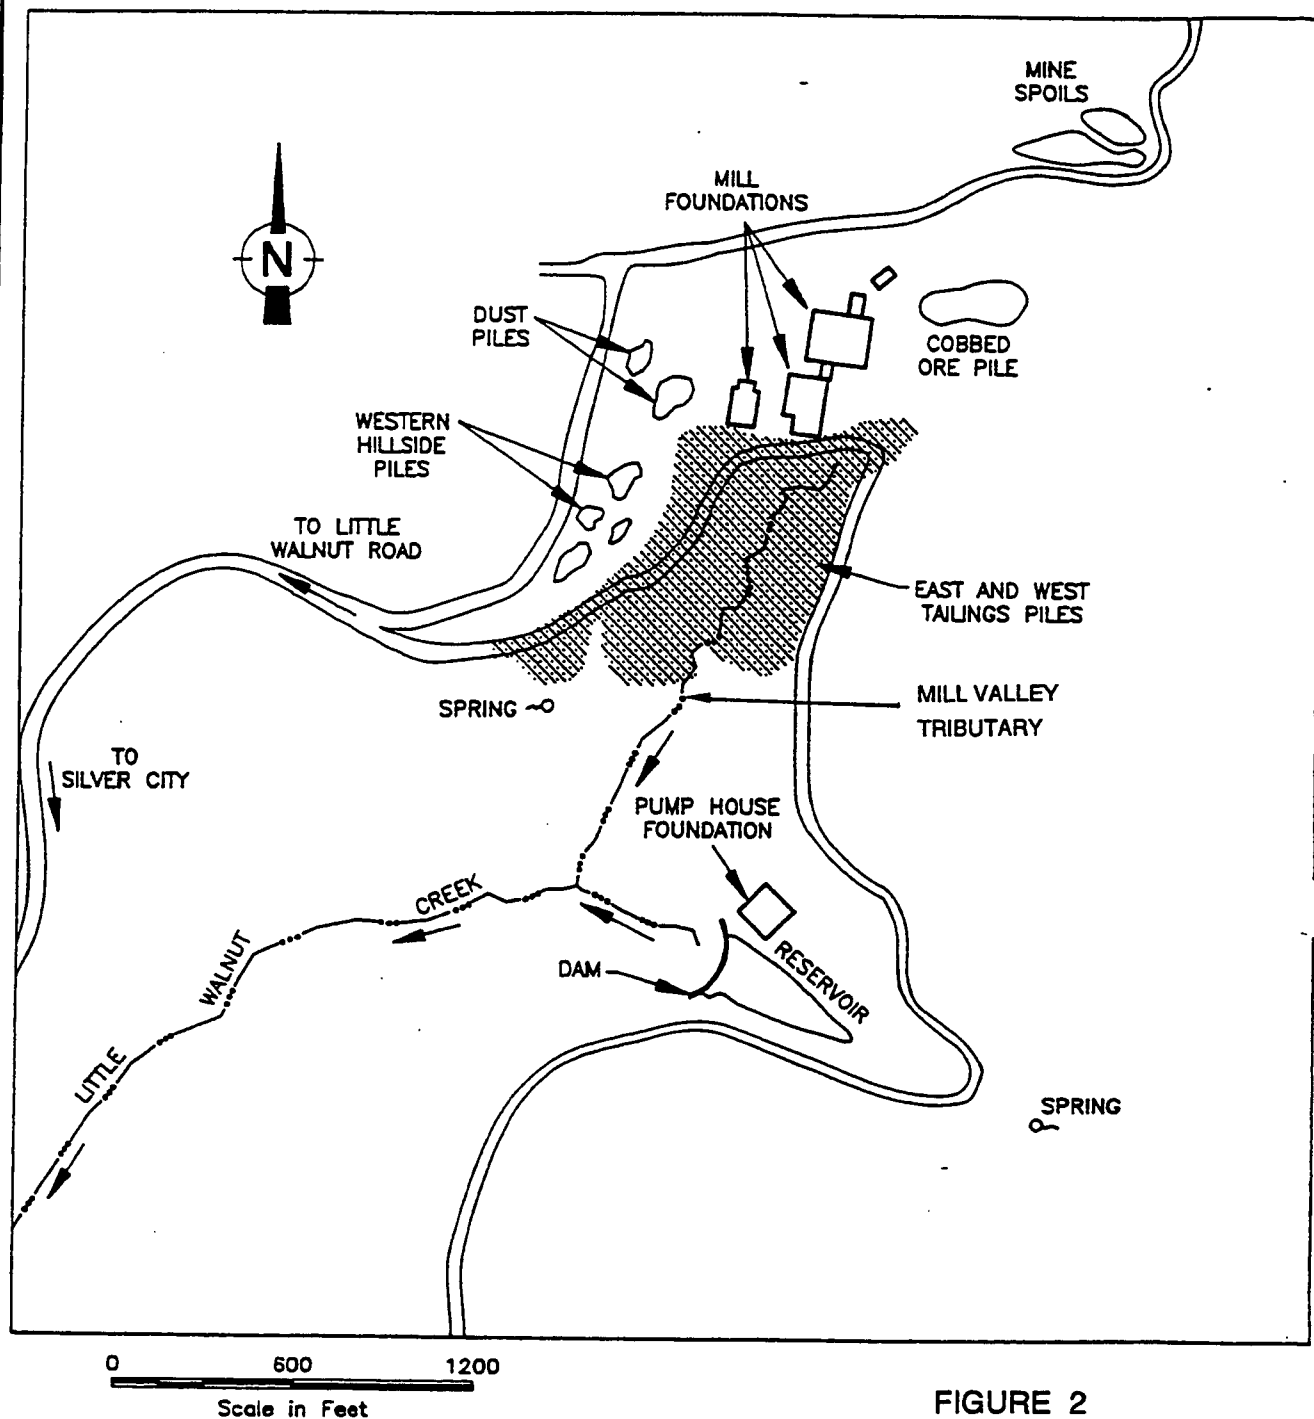 MINE
SPOILS
MILL
FOUNDATIONS
N
DUST
PILES
COBBED
ORE PILE
WESTERN
HILLSIDE
PILES
TO LITTLE
WALNUT ROAD
EAST AND WEST
TAILINGS PILES
SPRING
MILL VALLEY
TRIBUTARY
TO
SILVER CITY
PUMP HOUSE
FOUNDATION
CREEK
WALNUT
LITTLE
DAM
RESERVOIR
SPRING
0 600 1200
Scale in Feet
FIGURE 2